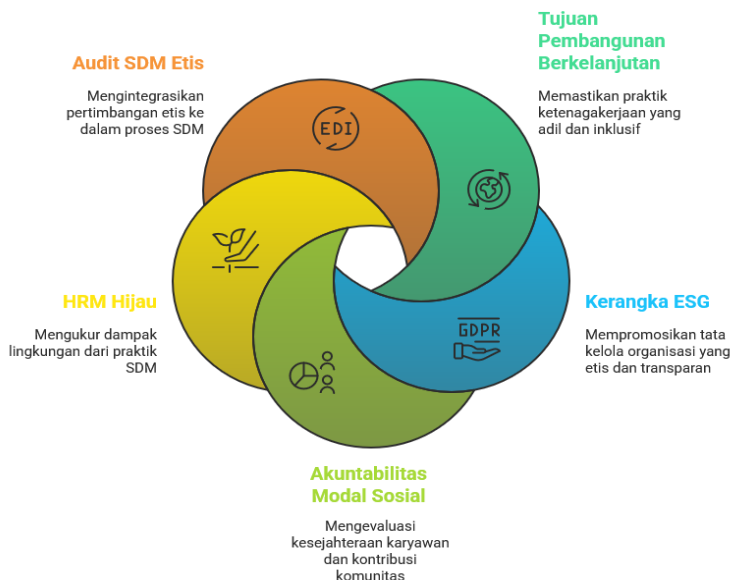 Tujuan
Pembangunan
Berkelanjutan
Memastikan praktik
ketenagakerjaan yang
adil dan inklusif
Audit SDM Etis
Mengintegrasikan
pertimbangan etis ke
dalam proses SDM
EDI
HRM Hijau
Mengukur dampak
lingkungan dari praktik
SDM
GDPR
Kerangka ESG
Mempromosikan tata
kelola organisasi yang
etis dan transparan
Akuntabilitas
Modal Sosial
Mengevaluasi
kesejahteraan karyawan
dan kontribusi
komunitas